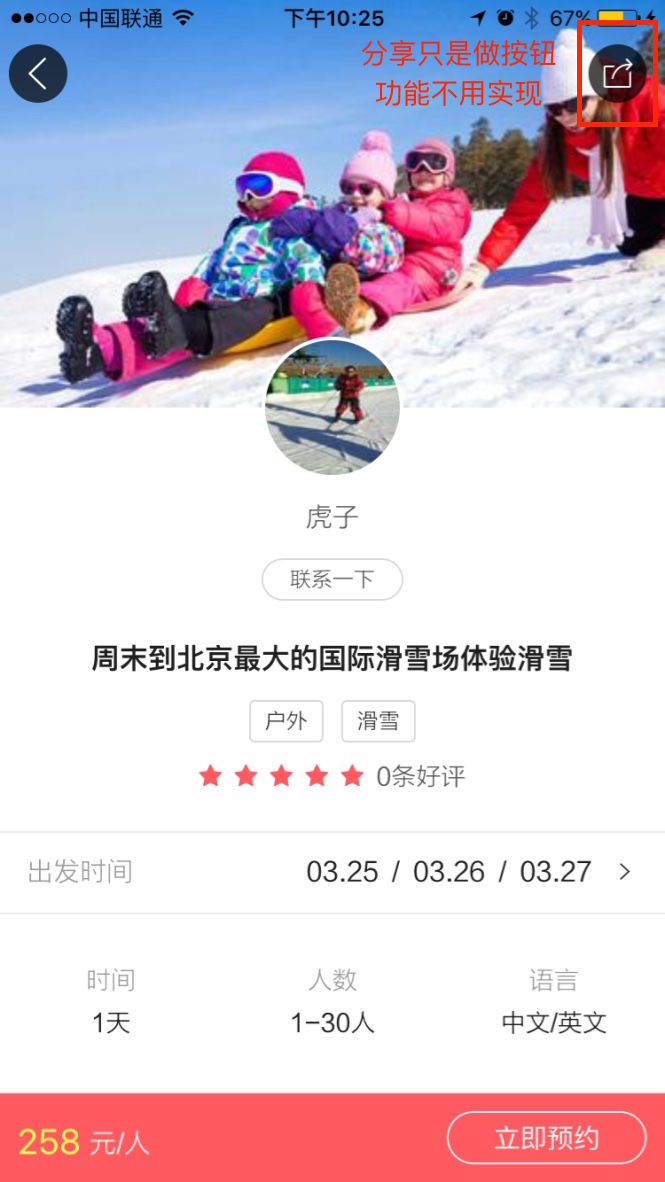 中国联通 下午10:25 67%
分享只是做按钮
功能不用实现
虎子
联系一下
周末到北京最大的国际滑雪场体验滑雪
户外 滑雪
0条好评
出发时间 03.25 / 03.26 / 03.27
时间 人数 语言
1天 1-30人 中文/英文
258 元/人 立即预约